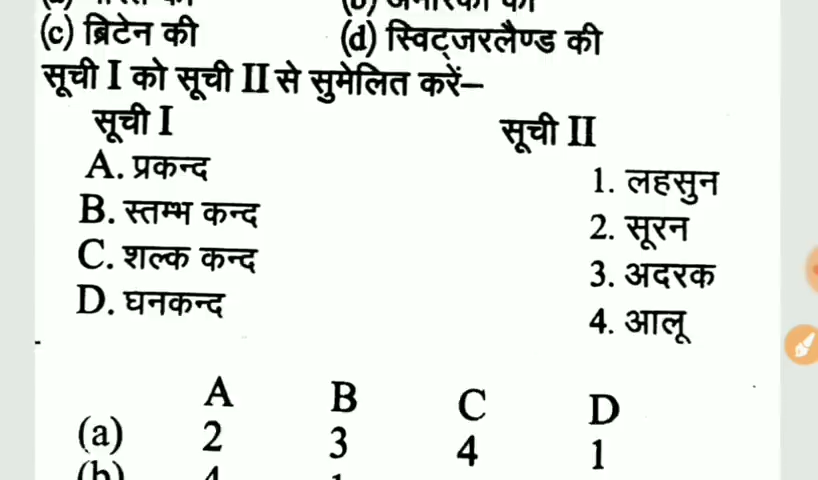 (c) ब्रिटेन की (d) स्विट्जरलैण्ड की
सूची I को सूची II से सुमेलित करें–
सूची I सूची II
A. प्रकन्द 1. लहसुन
B. स्तम्भ कन्द 2. सूरन
C. शल्क कन्द 3. अदरक
D. घनकन्द 4. आलू
A B C D
(a) 2 3 4 1